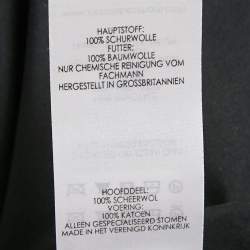 HAUPTSTOFF:
100% SCHURWOLLE
FUTTER:
100% BAUMWOLLE
NUR CHEMISCHE REINIGUNG VOM
FACHMANN
HERGESTELLT IN GROSSBRITANNIEN
HOOFDDEEL:
100% SCHEERWOL
VOERING:
100% KATOEN
ALLEEN GESPECIALISEERD STOMEN
MADE IN HET VERENIGD KONINKRIJK